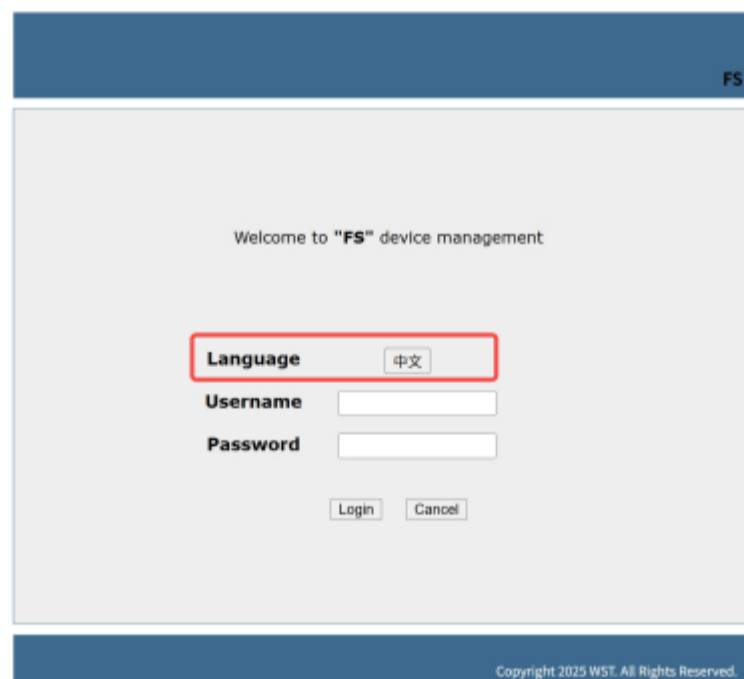 FS
Welcome to "FS" device management
Language 中文
Username
Password
Login Cancel
Copyright 2025 WST. All Rights Reserved.